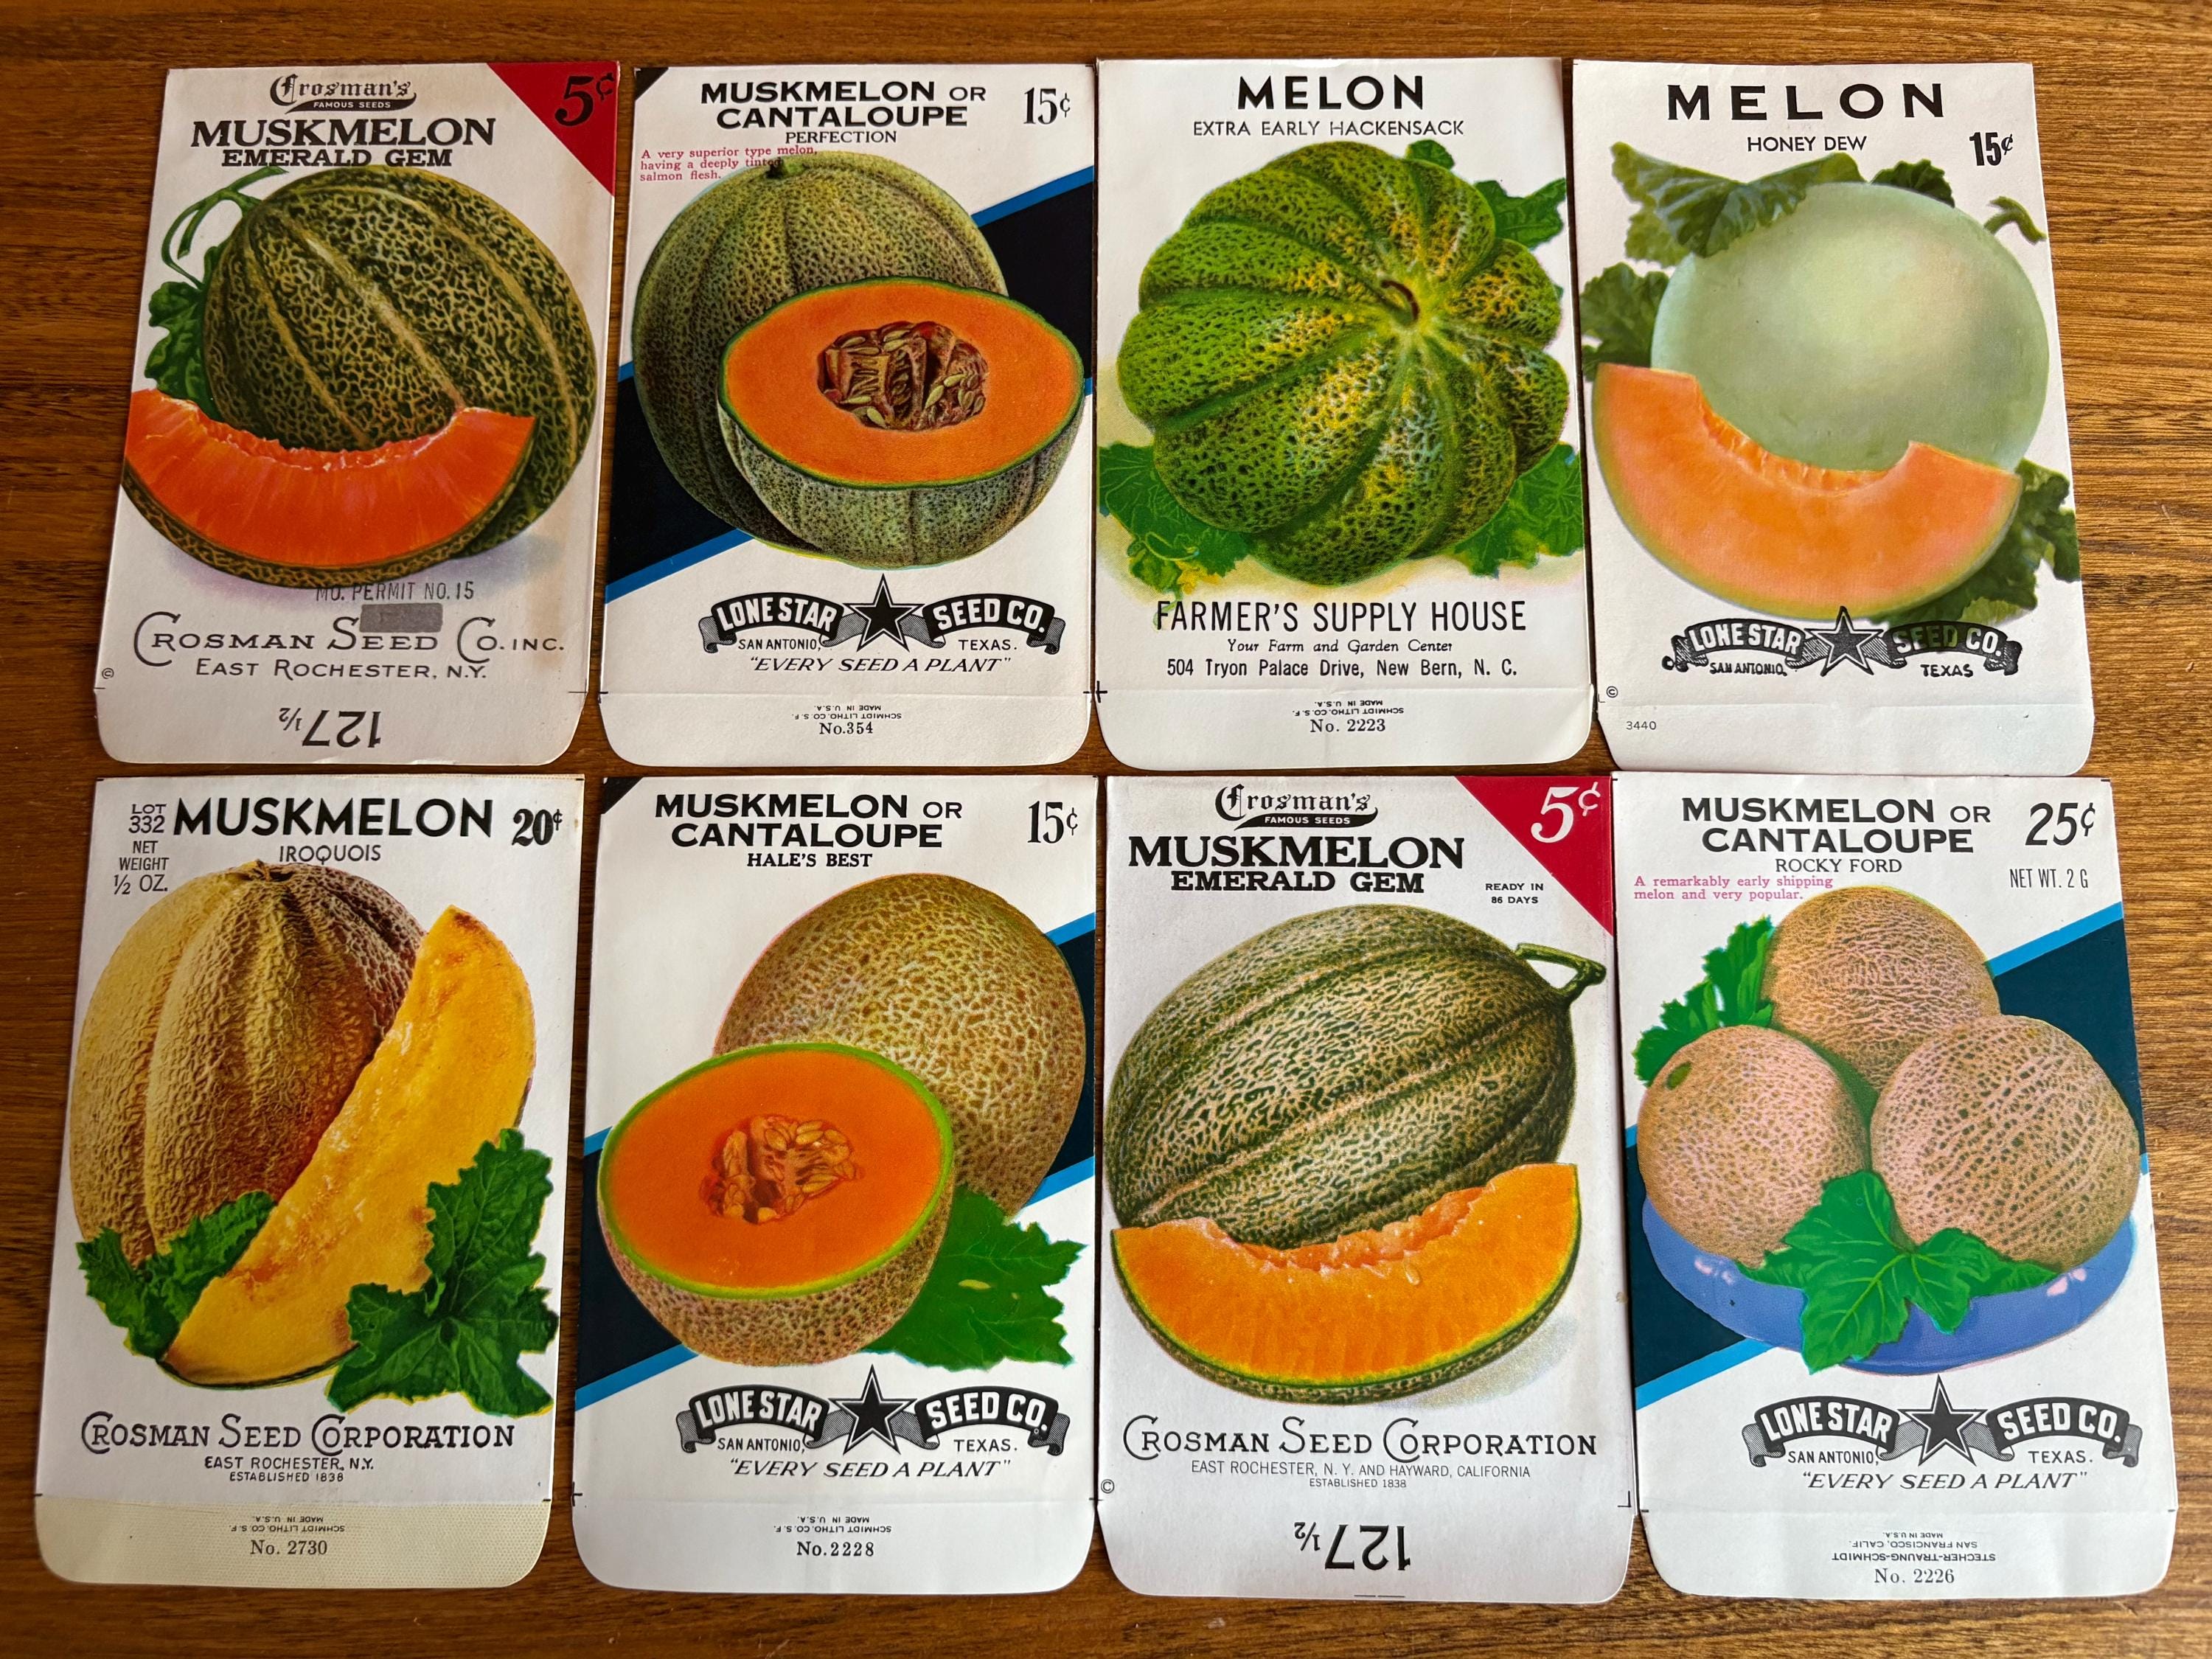 Crosman's
FAMOUS SEEDS
5¢
MUSKMELON
EMERALD GEM
MO. PERMIT NO. 15
CROSMAN SEED CO. INC.
EAST ROCHESTER, N.Y.
©
127½
MUSKMELON OR
CANTALOUPE
15¢
PERFECTION
A very superior type melon,
having a deeply tinted
salmon flesh.
LONE STAR SEED CO.
SAN ANTONIO, TEXAS.
"EVERY SEED A PLANT"
SCHMIDT LITHO. CO. S. F.
MADE IN U.S.A.
No.354
MELON
EXTRA EARLY HACKENSACK
FARMER'S SUPPLY HOUSE
Your Farm and Garden Center
504 Tryon Palace Drive, New Bern, N. C.
SCHMIDT LITHO. CO. S. F.
MADE IN U.S.A.
No. 2223
MELON
HONEY DEW
15¢
LONE STAR SEED CO.
SAN ANTONIO, TEXAS
©
3440
LOT
332
MUSKMELON
20¢
NET
WEIGHT
½ OZ.
IROQUOIS
CROSMAN SEED CORPORATION
EAST ROCHESTER, N.Y.
ESTABLISHED 1838
SCHMIDT LITHO. CO. S. F.
MADE IN U.S.A.
No. 2730
MUSKMELON OR
CANTALOUPE
15¢
HALE'S BEST
LONE STAR SEED CO.
SAN ANTONIO, TEXAS.
"EVERY SEED A PLANT"
SCHMIDT LITHO. CO. S. F.
MADE IN U.S.A.
No.2228
Crosman's
FAMOUS SEEDS
5¢
MUSKMELON
EMERALD GEM
READY IN
86 DAYS
CROSMAN SEED CORPORATION
EAST ROCHESTER, N. Y. AND HAYWARD, CALIFORNIA
ESTABLISHED 1838
©
127½
MUSKMELON OR
CANTALOUPE
25¢
ROCKY FORD
NET WT. 2 G
A remarkably early shipping
melon and very popular.
LONE STAR SEED CO.
SAN ANTONIO, TEXAS.
"EVERY SEED A PLANT"
STECHER-TRAUNG-SCHMIDT
SAN FRANCISCO, CALIF.
MADE IN U.S.A.
No. 2226